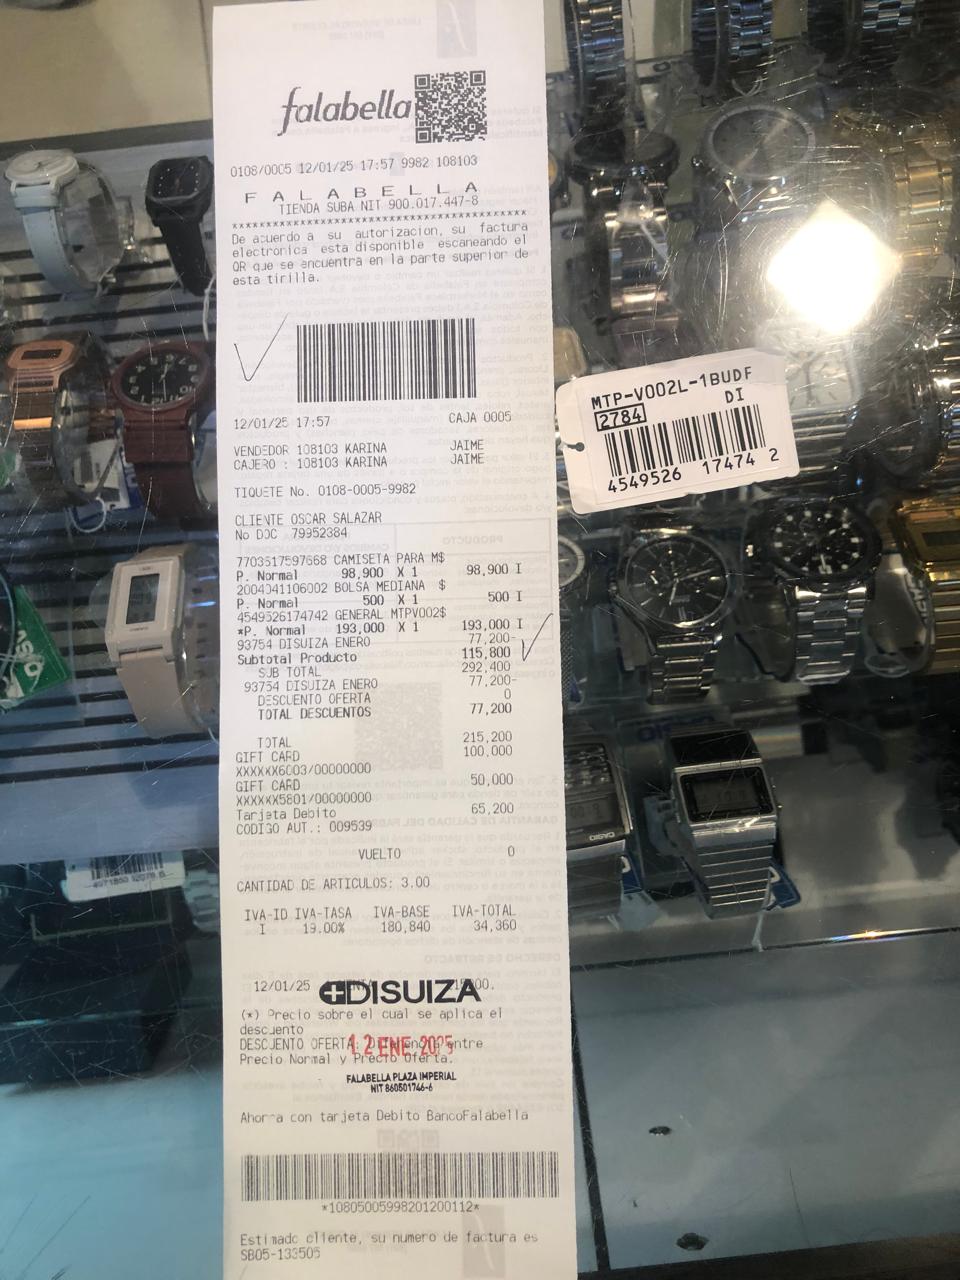 falabella
0108/0005 12/01/25 17:57 9982 108103
F A L A B E L L A
TIENDA SUBA NIT 900.017.447-8
De acuerdo a su autorizacion, su factura
electronica esta disponible escaneando el
QR que se encuentra en la parte superior de
esta tirilla.
12/01/25 17:57 CAJA 0005
VENDEDOR 108103 KARINA JAIME
CAJERO : 108103 KARINA JAIME
TIQUETE No. 0108-0005-9982
CLIENTE OSCAR SALAZAR
No DOC 79952384
7703517597668 CAMISETA PARA M$
P. Normal 98,900 X 1 98,900 I
2004041106002 BOLSA MEDIANA $
P. Normal 500 X 1 500 I
4549526174742 GENERAL MTPV002$
*P. Normal 193,000 X 1 193,000 I
93754 DISUIZA ENERO 77,200-
Subtotal Producto 115,800
SUB TOTAL 292,400
93754 DISUIZA ENERO 77,200-
DESCUENTO OFERTA 0
TOTAL DESCUENTOS 77,200
TOTAL 215,200
GIFT CARD 100,000
XXXXXX6003/00000000
GIFT CARD 50,000
XXXXXX5801/00000000
Tarjeta Debito 65,200
CODIGO AUT.: 009539
VUELTO 0
CANTIDAD DE ARTICULOS: 3.00
IVA-ID IVA-TASA IVA-BASE IVA-TOTAL
I 19.00% 180,840 34,360
12/01/25
DISUIZA
(*) Precio sobre el cual se aplica el
descuento
DESCUENTO OFERTA: Diferencia entre
12 ENE 2025
Precio Normal y Precio Oferta.
FALABELLA PLAZA IMPERIAL
NIT 860501746-6
Ahorra con tarjeta Debito BancoFalabella
*10805005998201200112*
Estimado cliente, su numero de factura es
SB05-133505
MTP-V002L-1BUDF
2784 DI
4549526 17474 2
CASIO